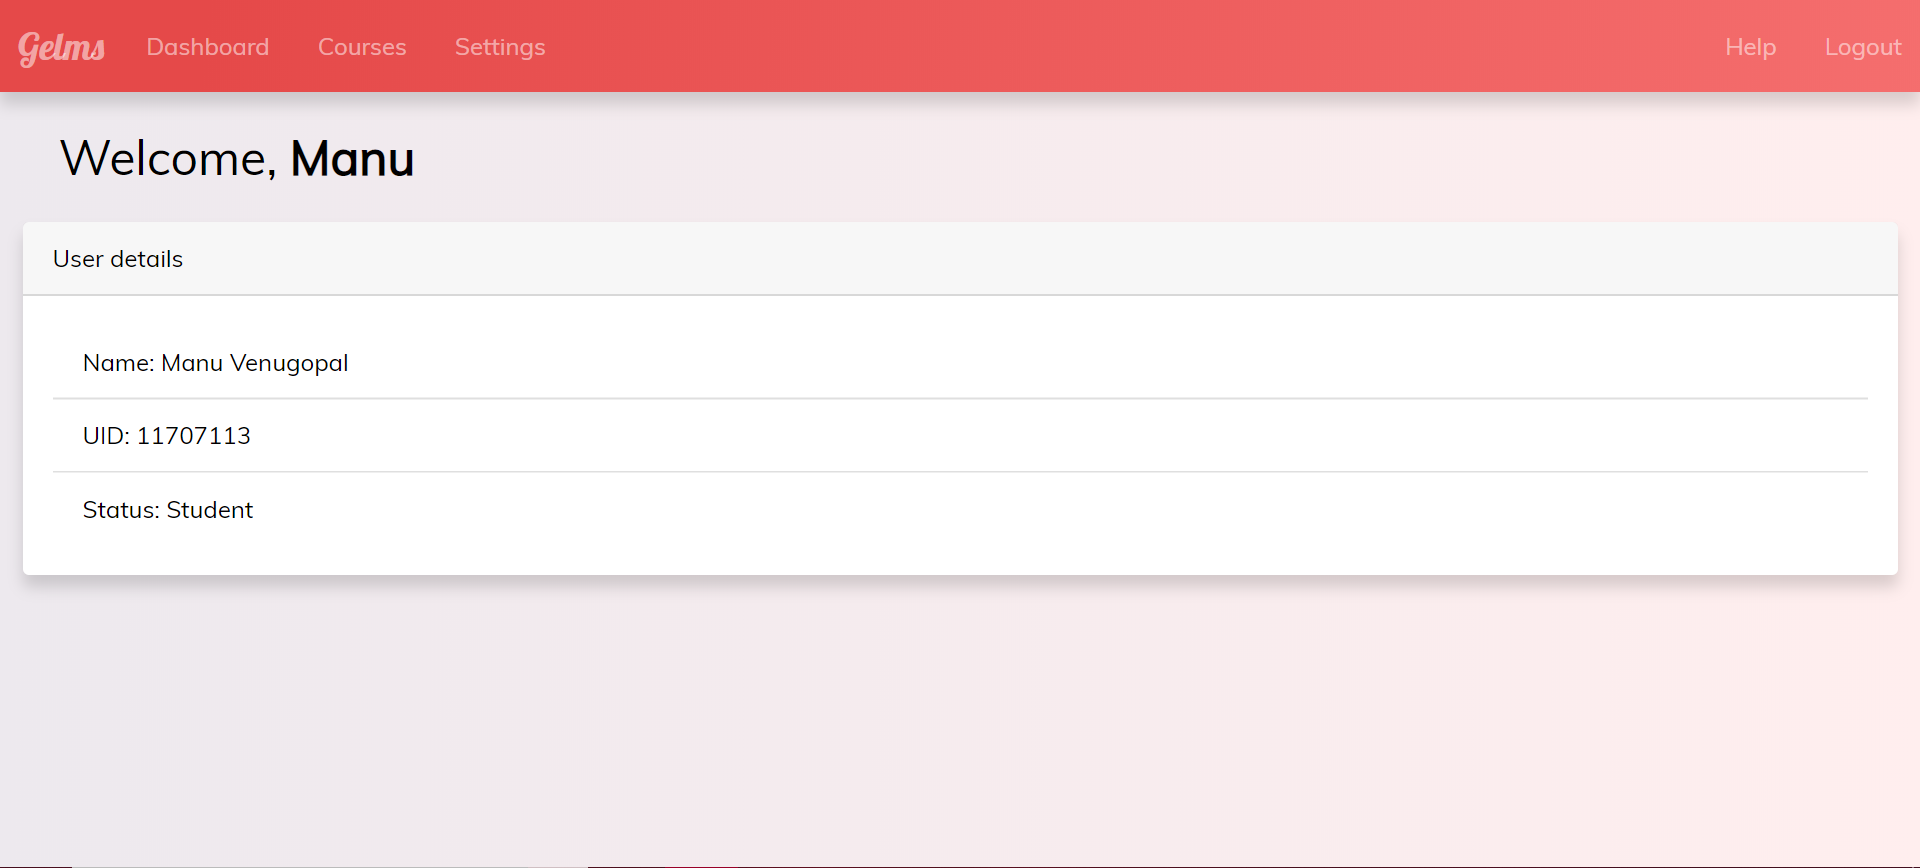 Gelms Dashboard Courses Settings Help Logout
Welcome, Manu
User details
Name: Manu Venugopal
UID: 11707113
Status: Student